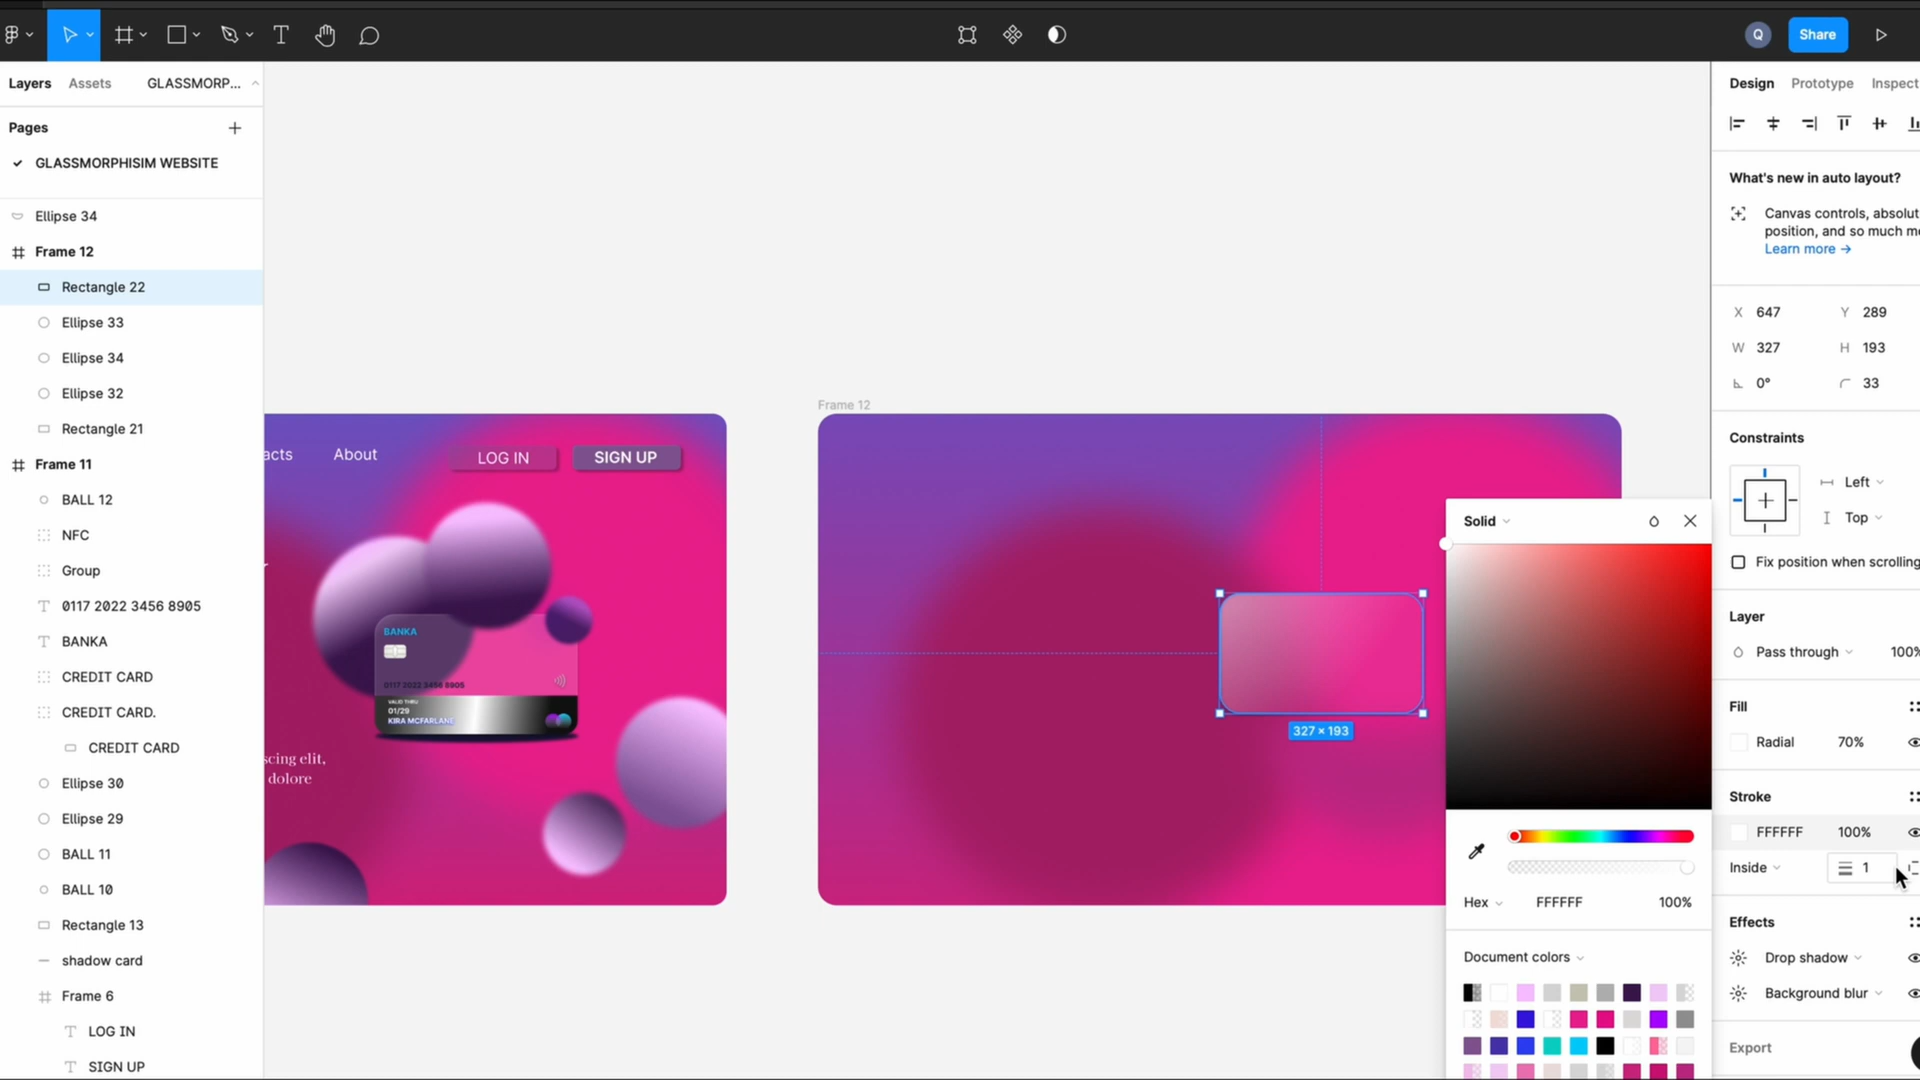 Q
Share
Layers
Assets
GLASSMORP...
Pages
GLASSMORPHISIM WEBSITE
Ellipse 34
Frame 12
Rectangle 22
Ellipse 33
Ellipse 34
Ellipse 32
Rectangle 21
Frame 11
BALL 12
NFC
Group
0117 2022 3456 8905
BANKA
CREDIT CARD
CREDIT CARD.
CREDIT CARD
Ellipse 30
Ellipse 29
BALL 11
BALL 10
Rectangle 13
shadow card
Frame 6
LOG IN
SIGN UP
acts
About
LOG IN
SIGN UP
BANKA
0117 2022 3456 8905
VALID THRU
01/29
KIRA MCFARLANE
scing elit,
dolore
Frame 12
327 × 193
Solid
Hex
FFFFFF
100%
Document colors
Design
Prototype
Inspect
What's new in auto layout?
Canvas controls, absolut
position, and so much m
Learn more →
X 647
Y 289
W 327
H 193
0°
33
Constraints
Left
Top
Fix position when scrolling
Layer
Pass through
100%
Fill
Radial
70%
Stroke
FFFFFF
100%
Inside
1
Effects
Drop shadow
Background blur
Export